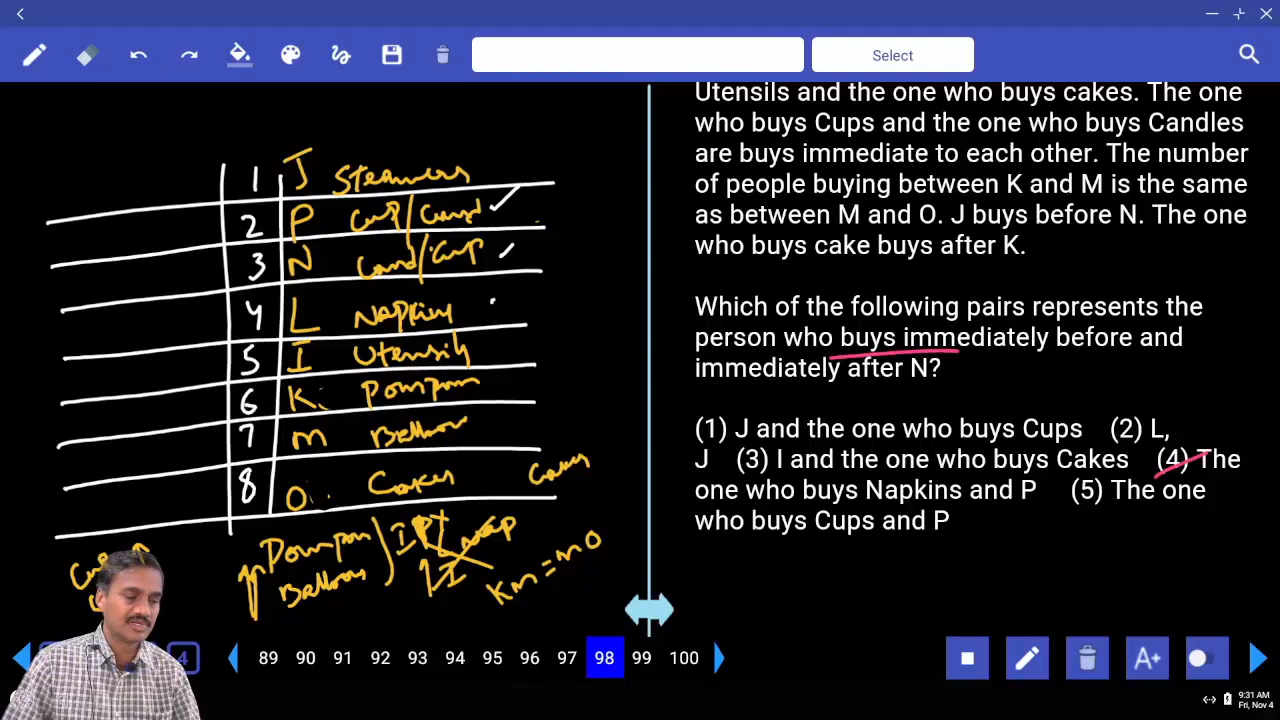 Select
Utensils and the one who buys cakes. The one
who buys Cups and the one who buys Candles
are buys immediate to each other. The number
of people buying between K and M is the same
as between M and O. J buys before N. The one
who buys cake buys after K.
Which of the following pairs represents the
person who buys immediately before and
immediately after N?
(1) J and the one who buys Cups (2) L,
J (3) I and the one who buys Cakes (4) The
one who buys Napkins and P (5) The one
who buys Cups and P
1 J
2 P Cup/
3 N Cand/Cup
4 L Napkins
5 I Utensils
6 K Pompom
7 M Balloon
8 O Cakes Cakes
Pompom
Balloons
LI
KM = MO
4
89 90 91 92 93 94 95 96 97 98 99 100
A+
9:31 AM
Fri, Nov 4